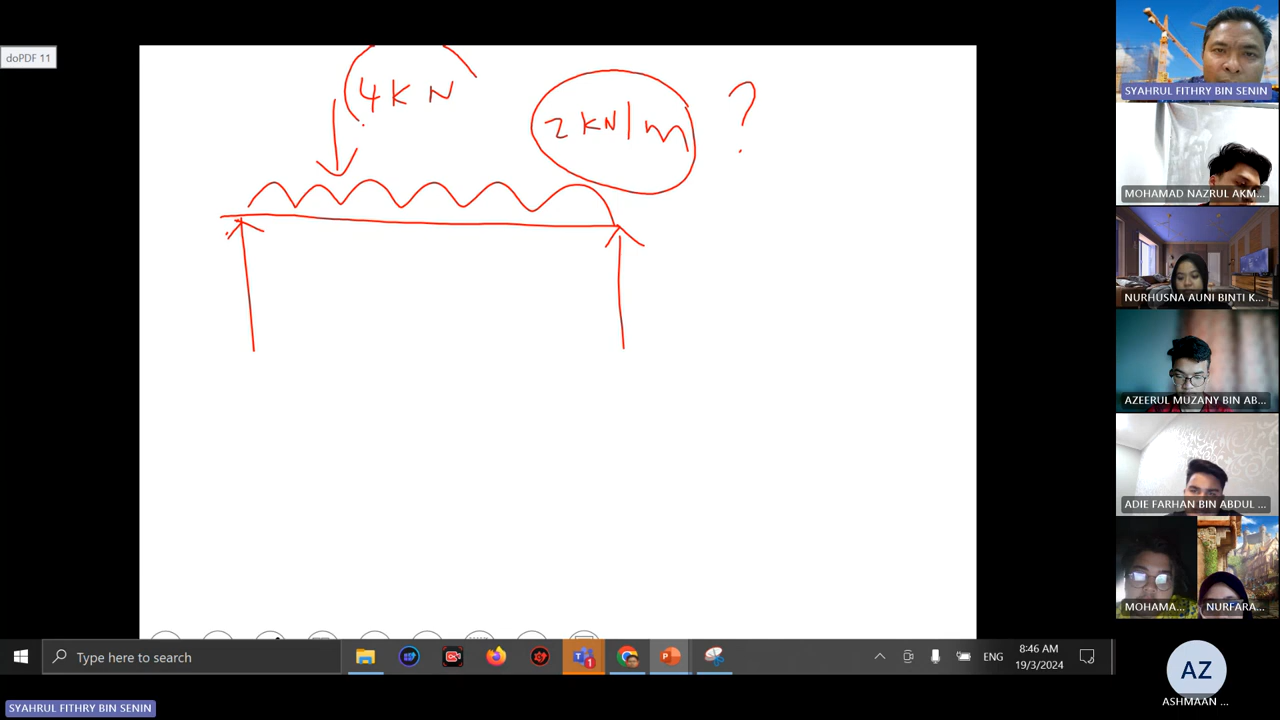 doPDF 11
4KN
2 KN/m
?
SYAHRUL FITHRY BIN SENIN
MOHAMAD NAZRUL AKM...
NURHUSNA AUNI BINTI K...
AZEERUL MUZANY BIN AB...
ADIE FARHAN BIN ABDUL ...
MOHAMA...
NURFARA...
AZ
ASHMAAN ...
Type here to search
1
ENG
8:46 AM
19/3/2024
SYAHRUL FITHRY BIN SENIN